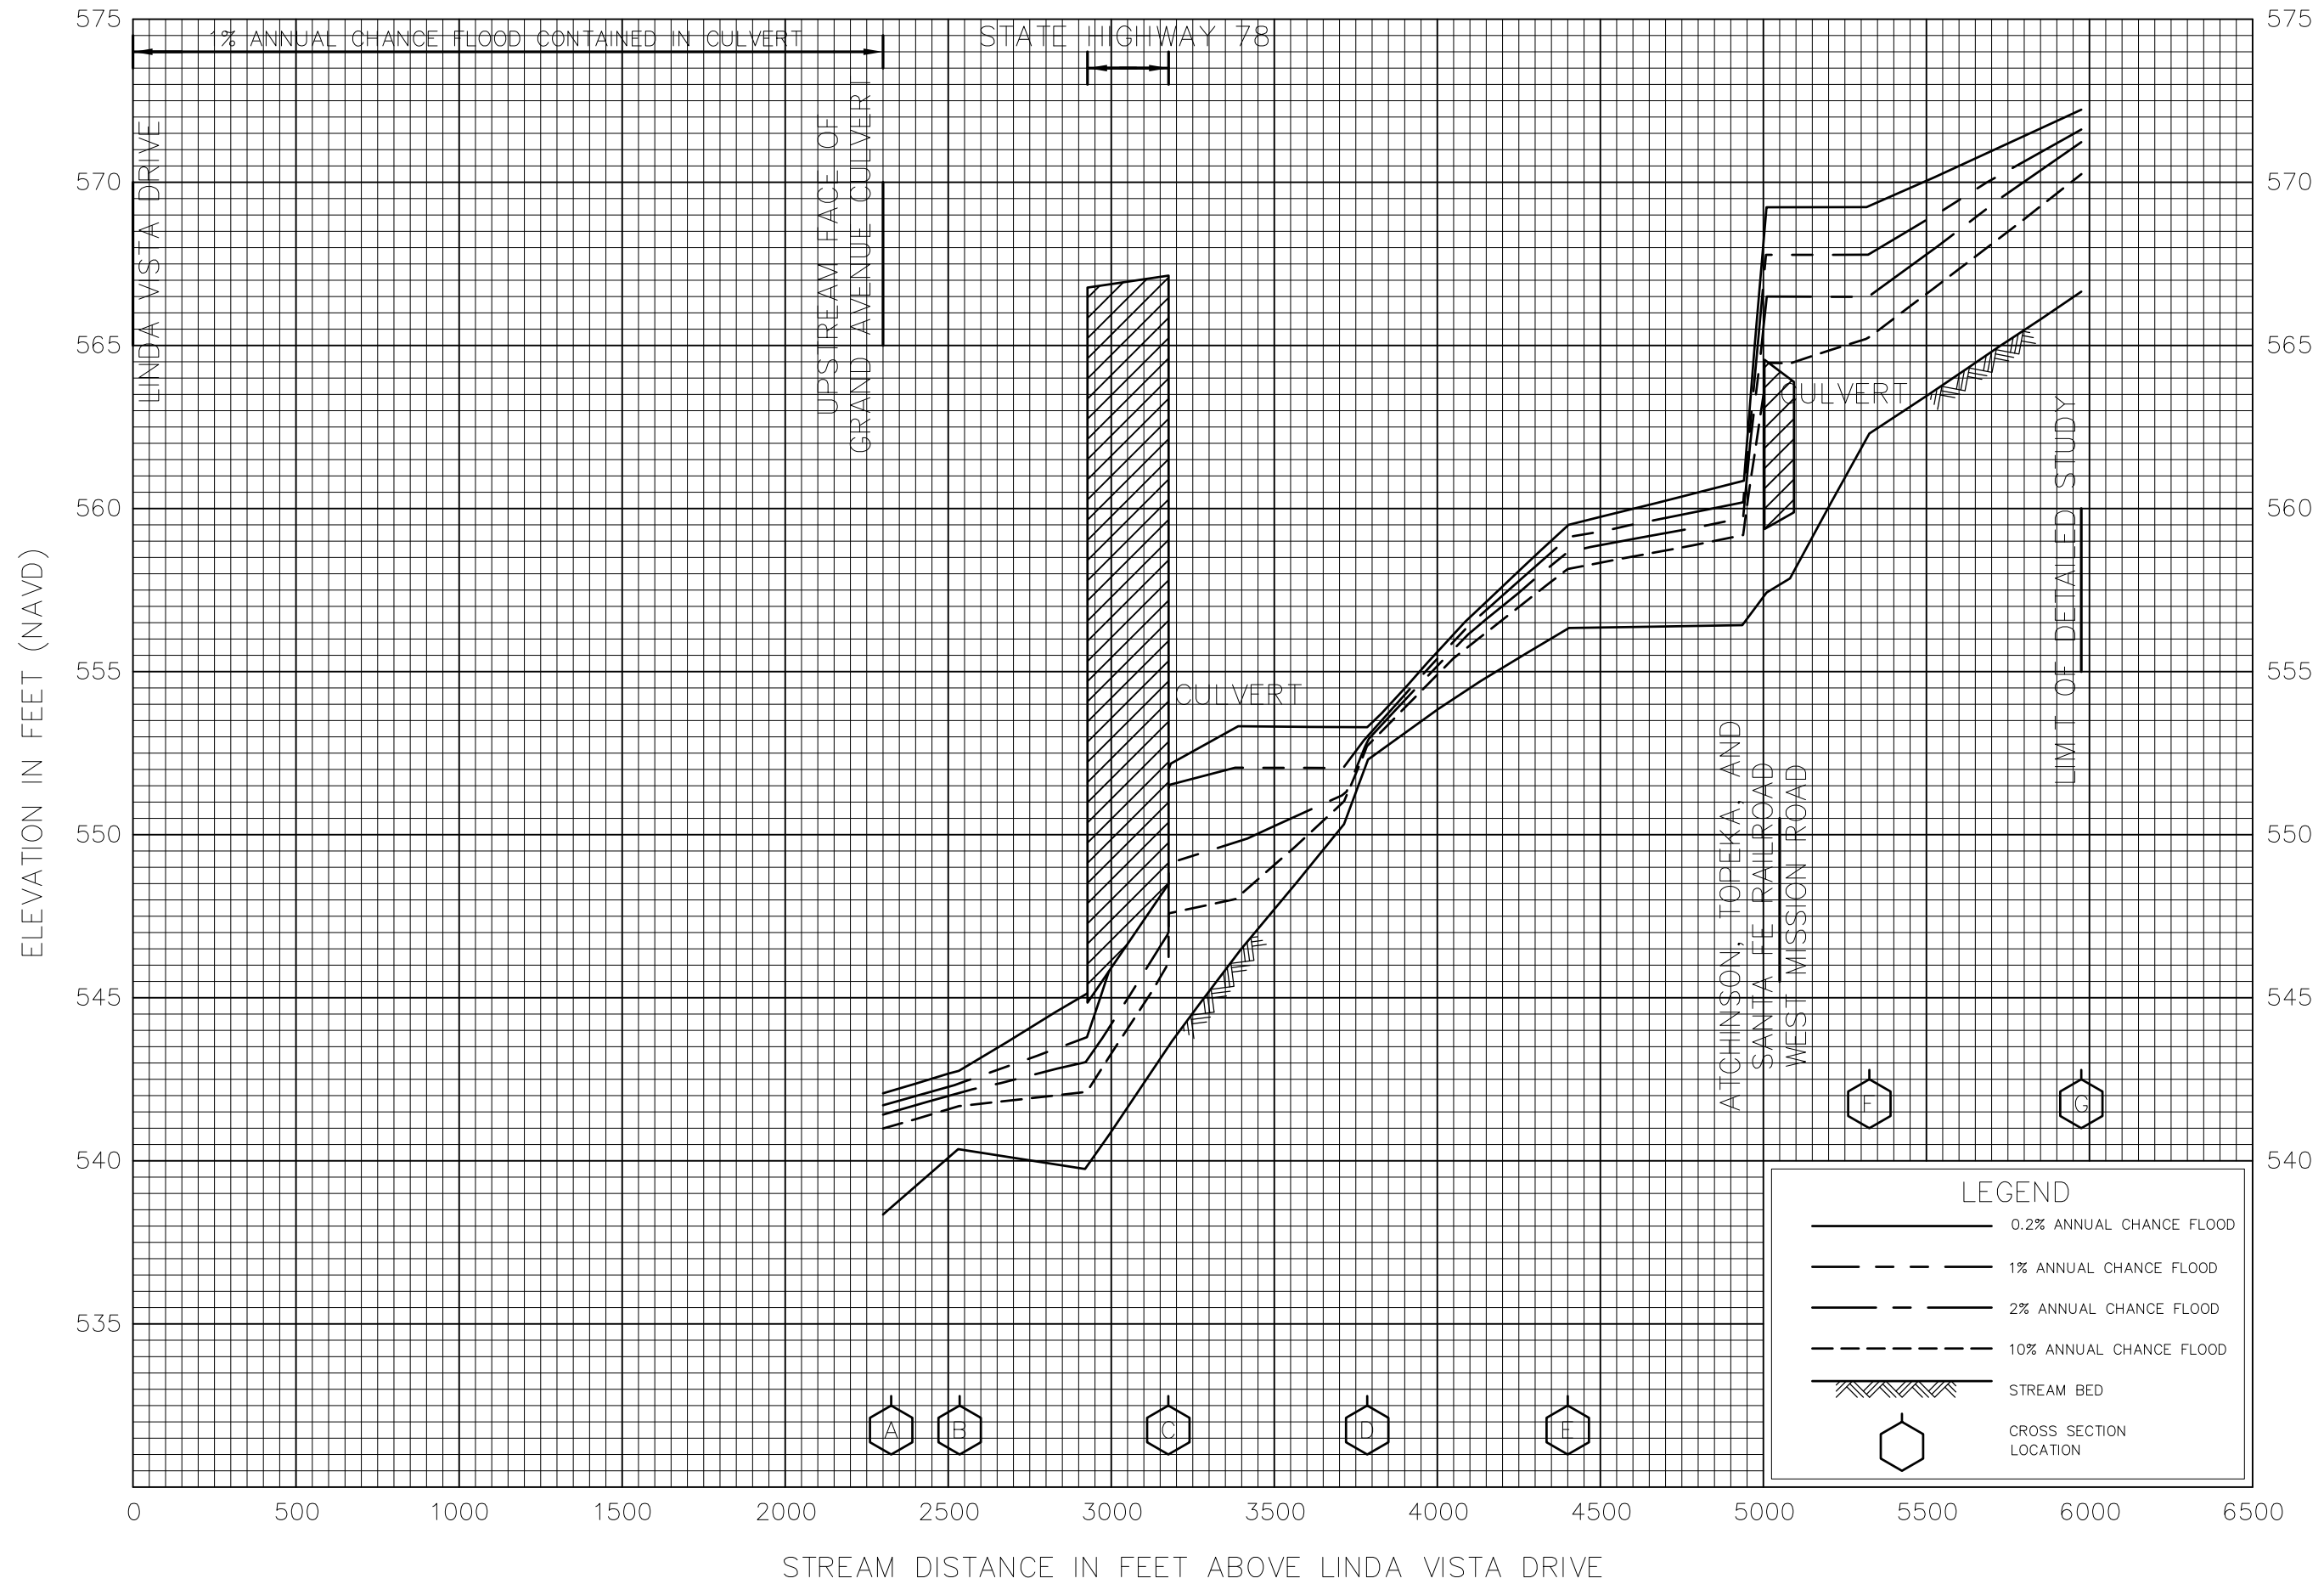 575
575
1% ANNUAL CHANCE FLOOD CONTAINED IN CULVERT
STATE HIGHWAY 78
LINDA VISTA DRIVE
UPSTREAM FACE OF
GRAND AVENUE CULVERT
570
570
565
565
CULVERT
560
560
LIMIT OF DETAILED STUDY
ELEVATION IN FEET (NAVD)
555
555
CULVERT
ATCHINSON, TOPEKA, AND
SANTA FE RAILROAD
WEST MISSION ROAD
550
550
545
545
F
G
540
540
LEGEND
0.2% ANNUAL CHANCE FLOOD
1% ANNUAL CHANCE FLOOD
2% ANNUAL CHANCE FLOOD
10% ANNUAL CHANCE FLOOD
STREAM BED
CROSS SECTION
LOCATION
535
A
B
C
D
E
0 500 1000 1500 2000 2500 3000 3500 4000 4500 5000 5500 6000 6500
STREAM DISTANCE IN FEET ABOVE LINDA VISTA DRIVE